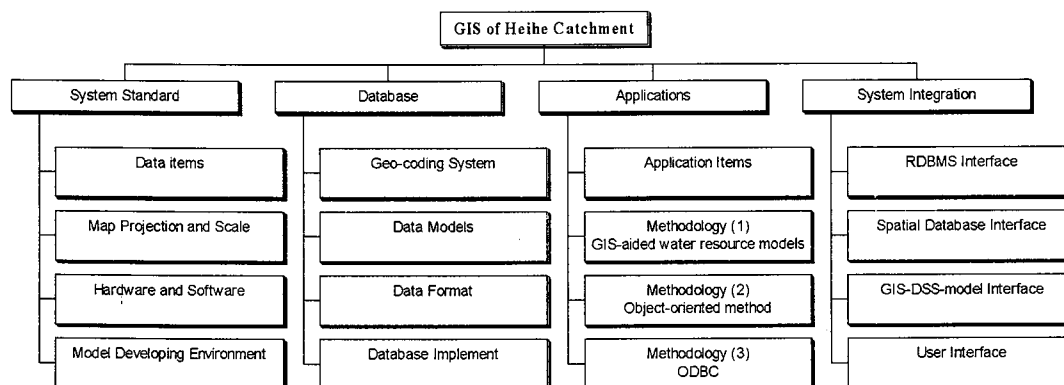 GIS of Heihe Catchment
System Standard
Database
Applications
System Integration
Data items
Geo-coding System
Application Items
RDBMS Interface
Map Projection and Scale
Data Models
Methodology (1)
GIS-aided water resource models
Spatial Database Interface
Hardware and Software
Data Format
Methodology (2)
Object-oriented method
GIS-DSS-model Interface
Model Developing Environment
Database Implement
Methodology (3)
ODBC
User Interface